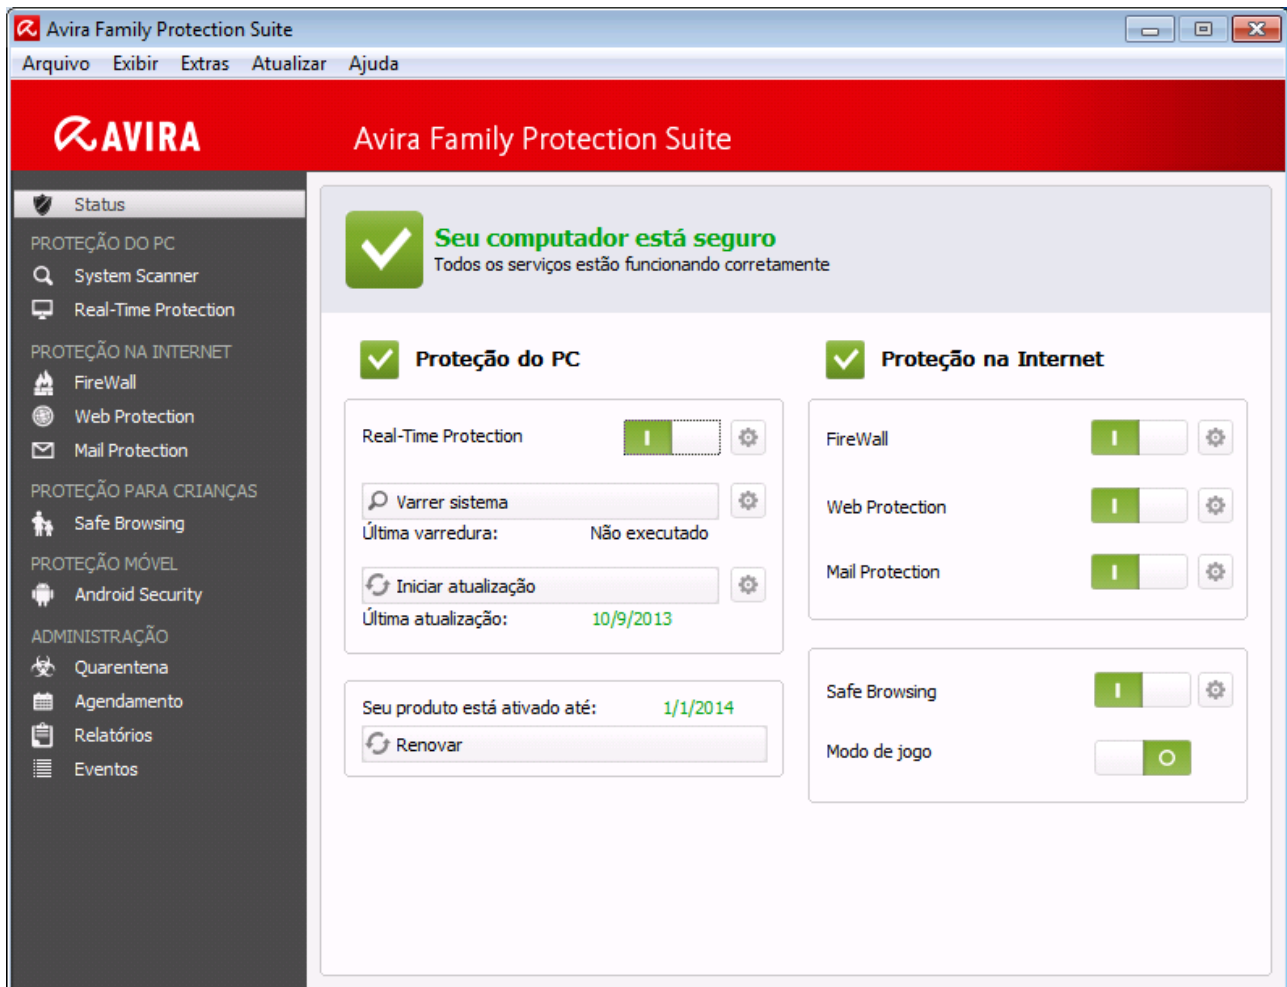 Avira Family Protection Suite
Arquivo Exibir Extras Atualizar Ajuda
AVIRA
Avira Family Protection Suite
Status
PROTEÇÃO DO PC
System Scanner
Real-Time Protection
PROTEÇÃO NA INTERNET
FireWall
Web Protection
Mail Protection
PROTEÇÃO PARA CRIANÇAS
Safe Browsing
PROTEÇÃO MÓVEL
Android Security
ADMINISTRAÇÃO
Quarentena
Agendamento
Relatórios
Eventos
Seu computador está seguro
Todos os serviços estão funcionando corretamente
Proteção do PC
Real-Time Protection
Varrer sistema
Última varredura: Não executado
Iniciar atualização
Última atualização: 10/9/2013
Seu produto está ativado até: 1/1/2014
Renovar
Proteção na Internet
FireWall
Web Protection
Mail Protection
Safe Browsing
Modo de jogo